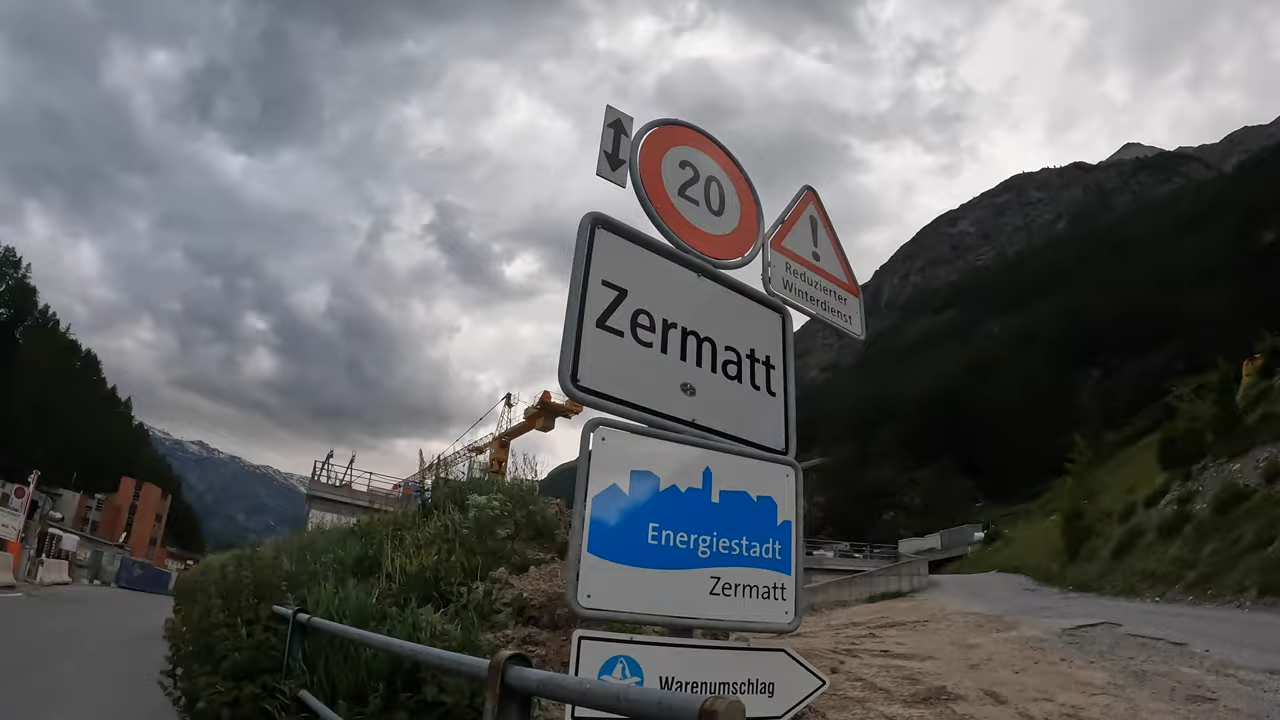 20
Reduzierter
Winterdienst
Zermatt
Energiestadt
Zermatt
Warenumschlag